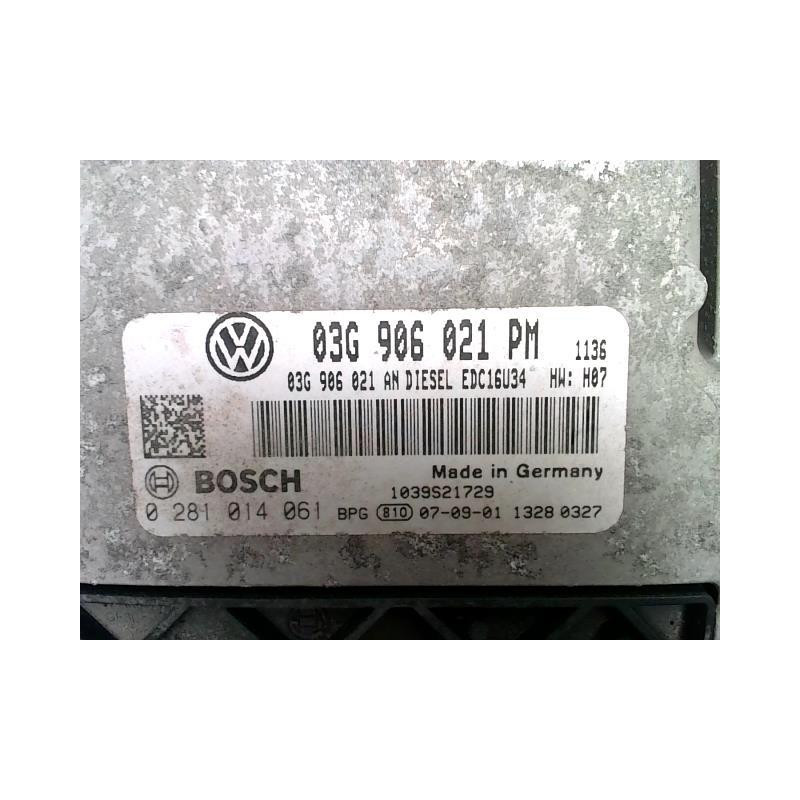 03G 906 021 PM 1136
03G 906 021 AN DIESEL EDC16U34 HW: H07
BOSCH Made in Germany
1039S21729
0 281 014 061 BPG 810 07-09-01 1328 0327